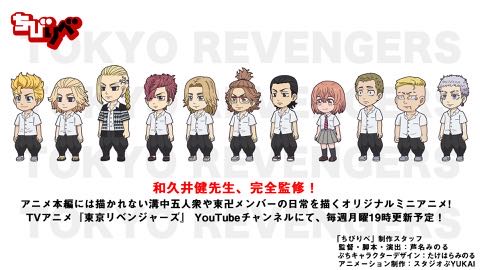 ちびりべ
TOKYO REVENGERS
TOKYO REVENGERS
TOKYO REVENGERS
和久井健先生、完全監修！
アニメ本編には描かれない溝中五人衆や東卍メンバーの日常を描くオリジナルミニアニメ!
TVアニメ『東京リベンジャーズ』 YouTubeチャンネルにて、毎週月曜19時更新予定！
「ちびりべ」制作スタッフ
監督・脚本・演出：芦名みのる
ぷちキャラクターデザイン：たけはらみのる
アニメーション制作：スタジオぷYUKAI